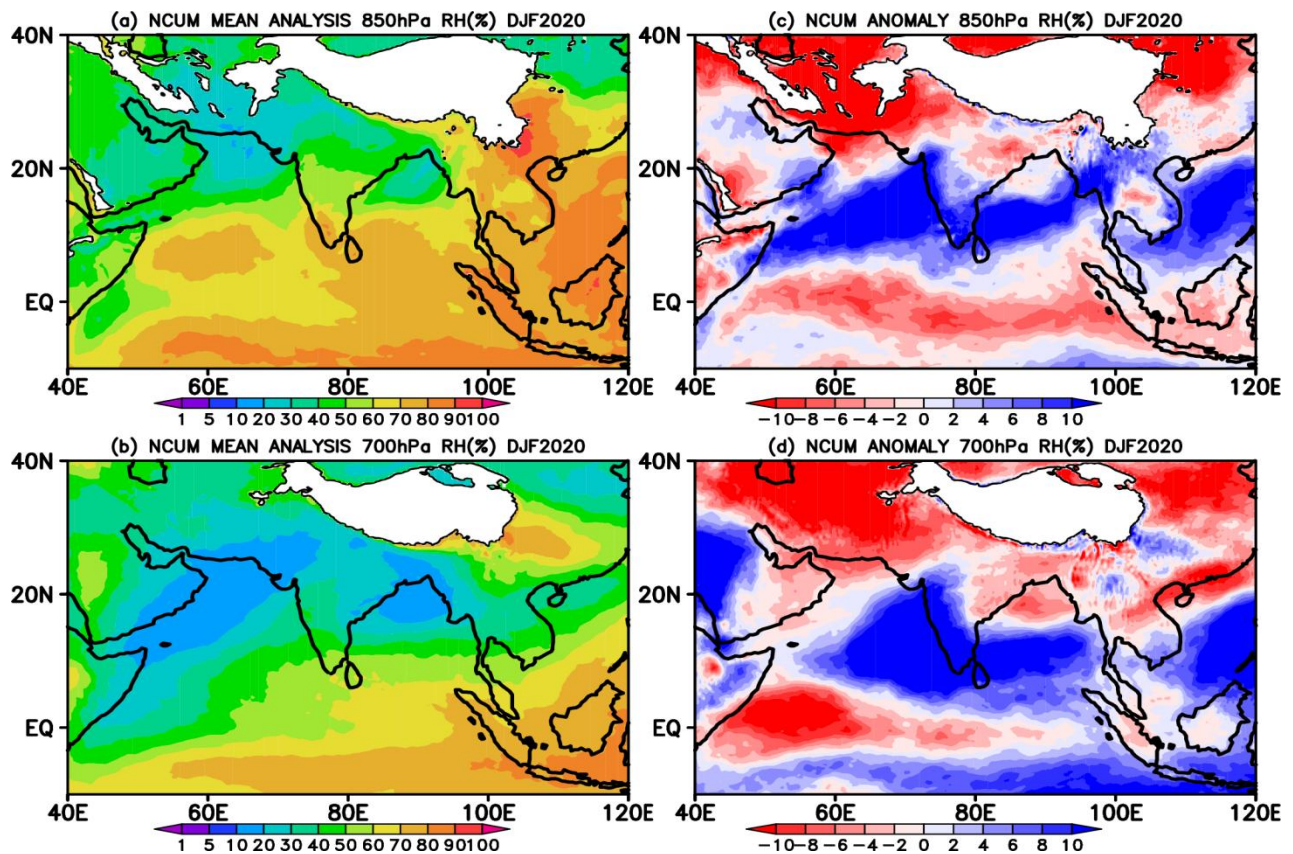 (a) NCUM MEAN ANALYSIS 850hPa RH(%) DJF2020
40N
20N
EQ
40E 60E 80E 100E 120E
1 5 10 20 30 40 50 60 70 80 90 100
(c) NCUM ANOMALY 850hPa RH(%) DJF2020
40N
20N
EQ
40E 60E 80E 100E 120E
-10 -8 -6 -4 -2 0 2 4 6 8 10
(b) NCUM MEAN ANALYSIS 700hPa RH(%) DJF2020
40N
20N
EQ
40E 60E 80E 100E 120E
1 5 10 20 30 40 50 60 70 80 90 100
(d) NCUM ANOMALY 700hPa RH(%) DJF2020
40N
20N
EQ
40E 60E 80E 100E 120E
-10 -8 -6 -4 -2 0 2 4 6 8 10